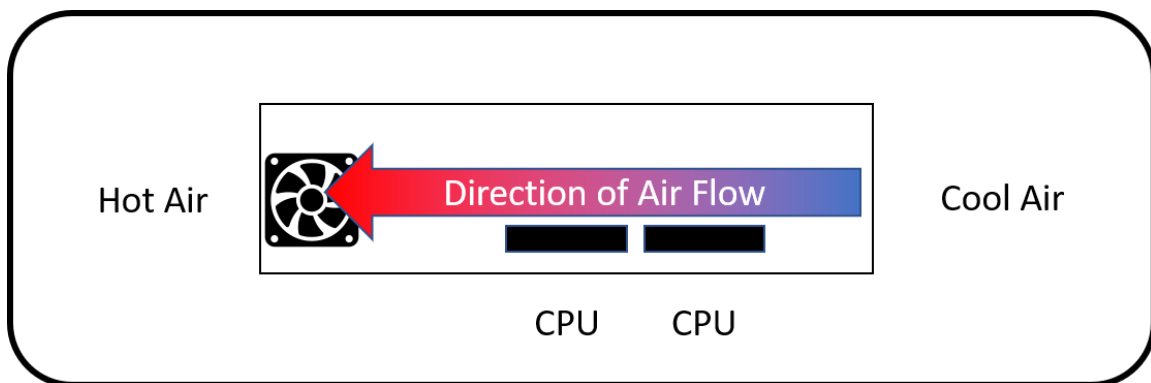 Hot Air
Direction of Air Flow
Cool Air
CPU
CPU